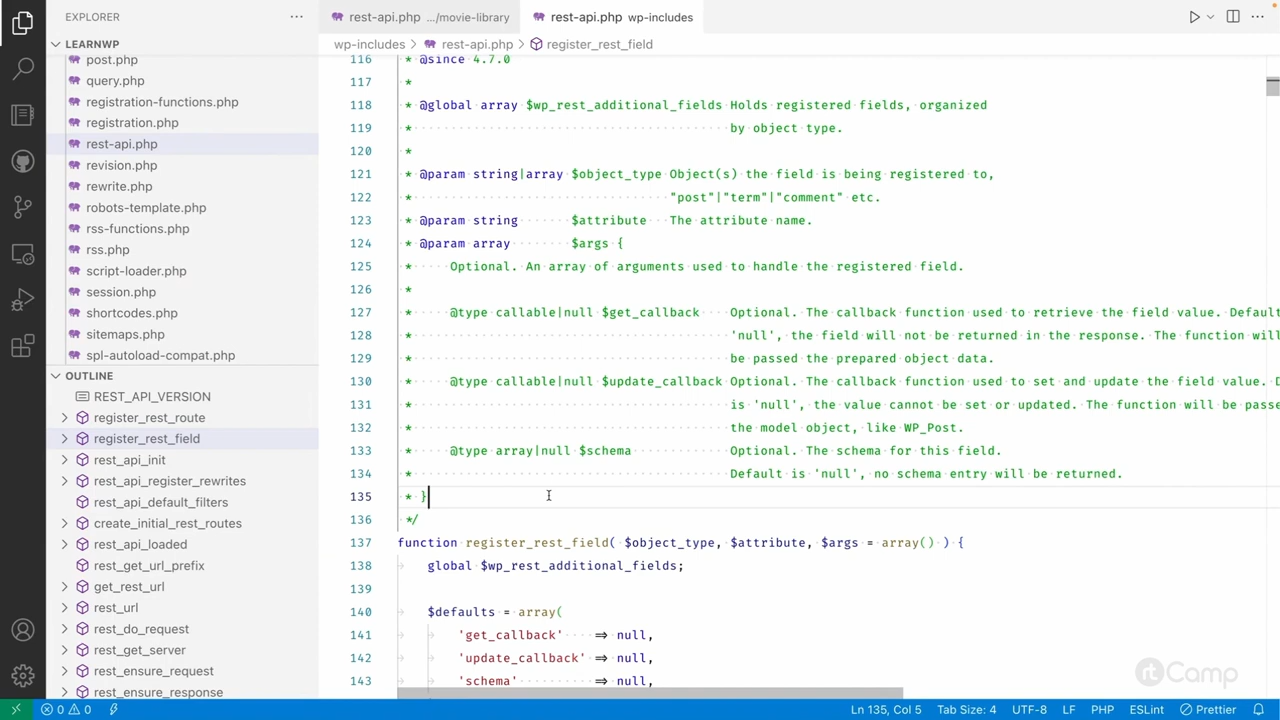 EXPLORER
LEARNWP
post.php
query.php
registration-functions.php
registration.php
rest-api.php
revision.php
rewrite.php
robots-template.php
rss-functions.php
rss.php
script-loader.php
session.php
shortcodes.php
sitemaps.php
spl-autoload-compat.php
OUTLINE
REST_API_VERSION
register_rest_route
register_rest_field
rest_api_init
rest_api_register_rewrites
rest_api_default_filters
create_initial_rest_routes
rest_api_loaded
rest_get_url_prefix
get_rest_url
rest_url
rest_do_request
rest_get_server
rest_ensure_request
rest_ensure_response
rest-api.php .../movie-library
rest-api.php wp-includes
wp-includes > rest-api.php > register_rest_field
116 * @since 4.7.0
117 *
118 * @global array $wp_rest_additional_fields Holds registered fields, organized
119 * by object type.
120 *
121 * @param string|array $object_type Object(s) the field is being registered to,
122 * "post"|"term"|"comment" etc.
123 * @param string $attribute The attribute name.
124 * @param array $args {
125 * Optional. An array of arguments used to handle the registered field.
126 *
127 * @type callable|null $get_callback Optional. The callback function used to retrieve the field value. Defaul
128 * 'null', the field will not be returned in the response. The function will
129 * be passed the prepared object data.
130 * @type callable|null $update_callback Optional. The callback function used to set and update the field value. D
131 * is 'null', the value cannot be set or updated. The function will be passe
132 * the model object, like WP_Post.
133 * @type array|null $schema Optional. The schema for this field.
134 * Default is 'null', no schema entry will be returned.
135 * }
136 */
137 function register_rest_field( $object_type, $attribute, $args = array() ) {
138 global $wp_rest_additional_fields;
139
140 $defaults = array(
141 'get_callback' => null,
142 'update_callback' => null,
143 'schema' => null,
rtCamp
0 0
Ln 135, Col 5 Tab Size: 4 UTF-8 LF PHP ESLint Prettier